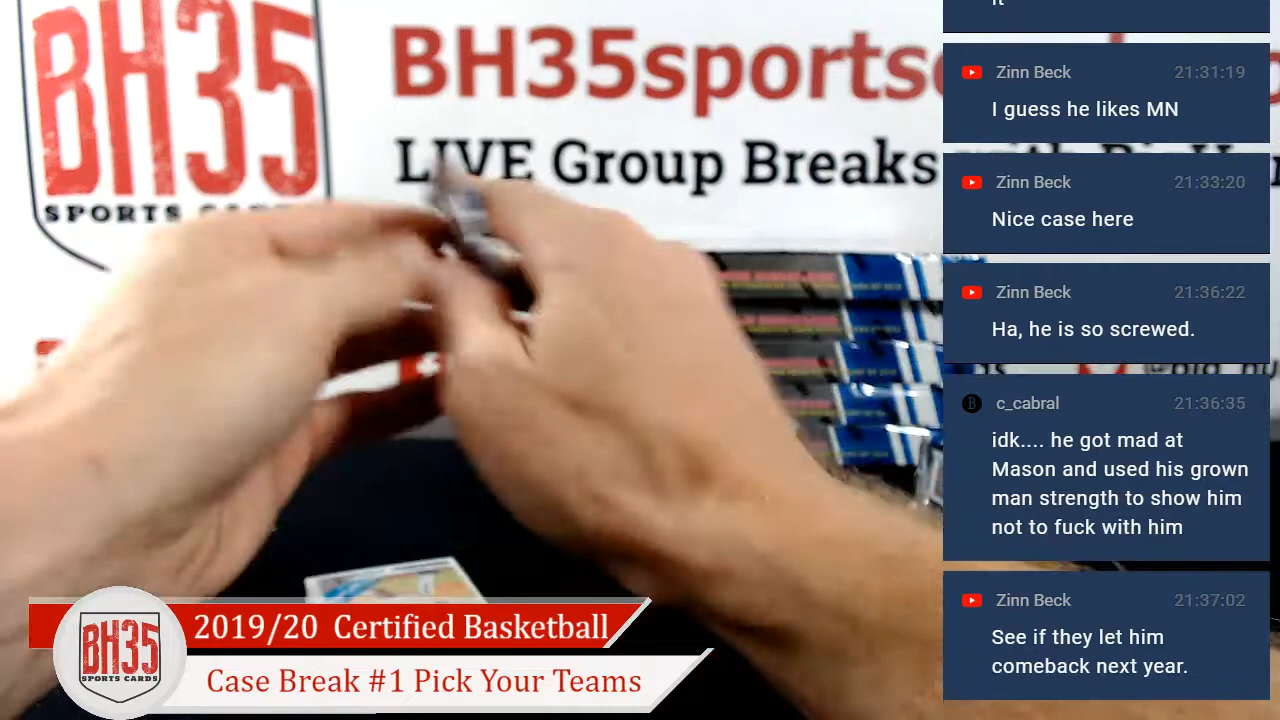 BH35
SPORTS
BH35sports
LIVE Group Breaks
it
Zinn Beck 21:31:19
I guess he likes MN
Zinn Beck 21:33:20
Nice case here
Zinn Beck 21:36:22
Ha, he is so screwed.
c_cabral 21:36:35
idk.... he got mad at
Mason and used his grown
man strength to show him
not to fuck with him
Zinn Beck 21:37:02
See if they let him
comeback next year.
BH35
SPORTS CARDS
2019/20 Certified Basketball
Case Break #1 Pick Your Teams